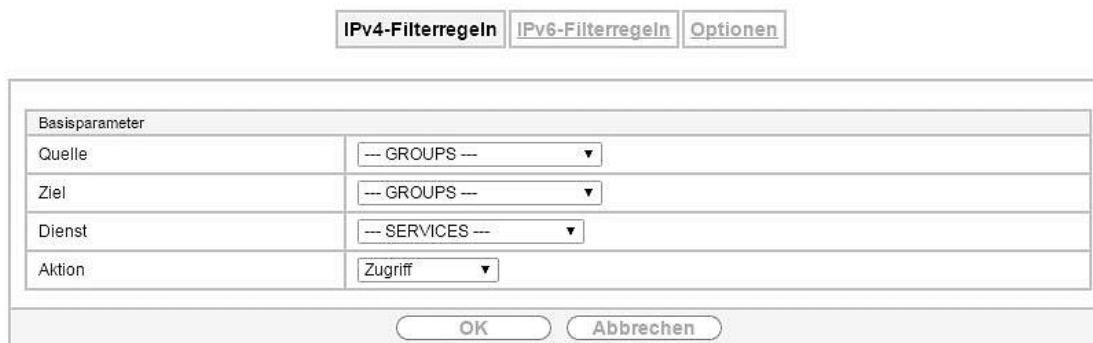 IPv4-Filterregeln IPv6-Filterregeln Optionen
Basisparameter
Quelle --- GROUPS ---
Ziel --- GROUPS ---
Dienst --- SERVICES ---
Aktion Zugriff
OK Abbrechen